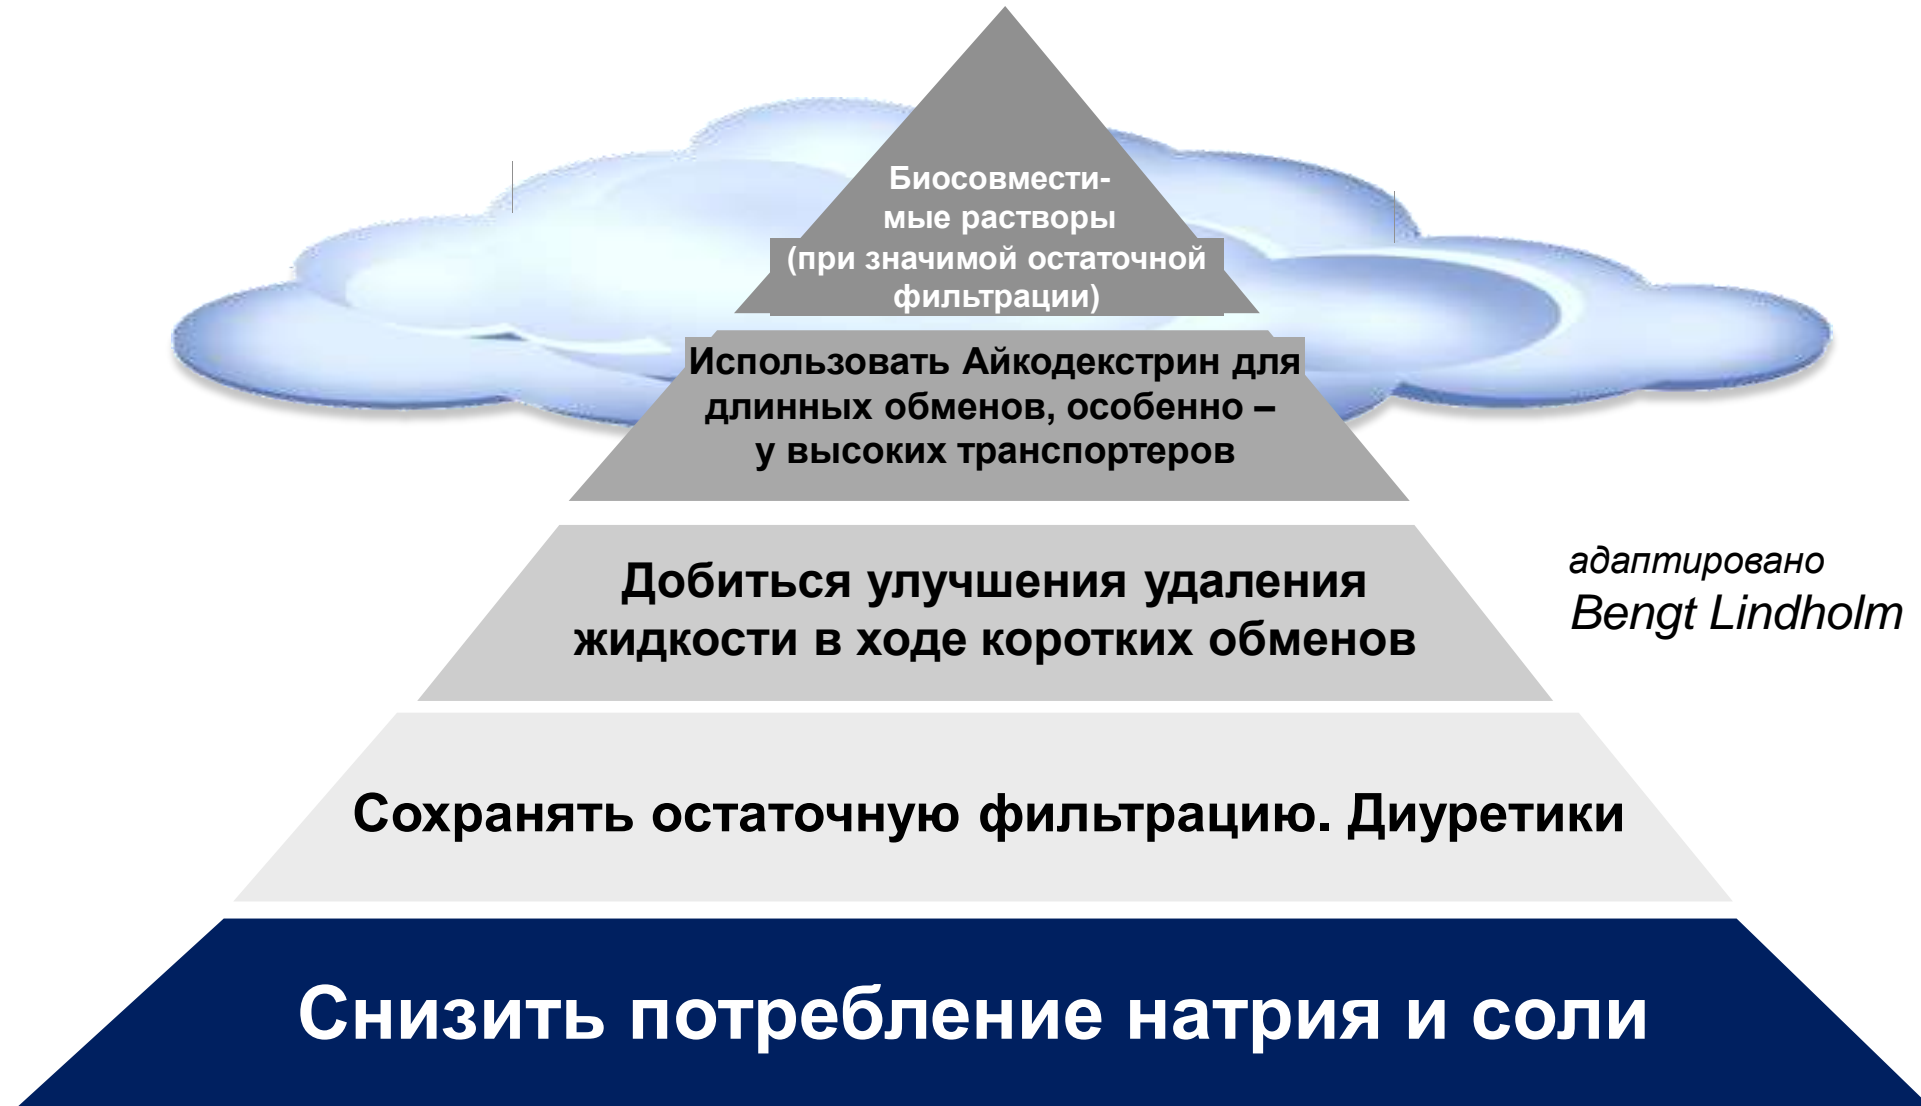 Биосовмести-
мые растворы
(при значимой остаточной
фильтрации)
Использовать Айкодекстрин для
длинных обменов, особенно –
у высоких транспортеров
Добиться улучшения удаления
жидкости в ходе коротких обменов
адаптировано
Bengt Lindholm
Сохранять остаточную фильтрацию. Диуретики
Снизить потребление натрия и соли